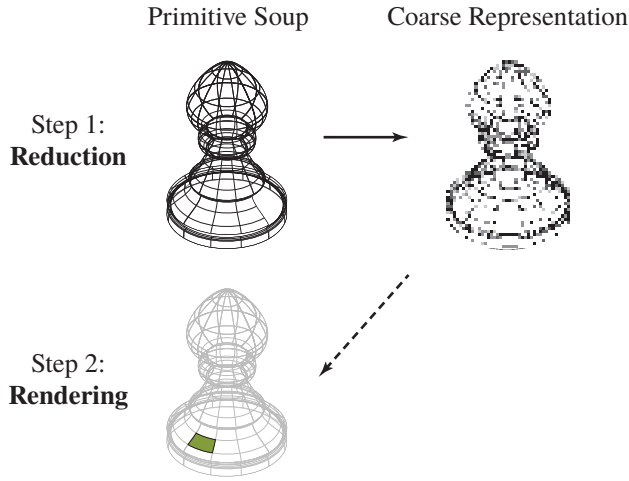 Primitive Soup
Coarse Representation
Step 1:
Reduction
Step 2:
Rendering